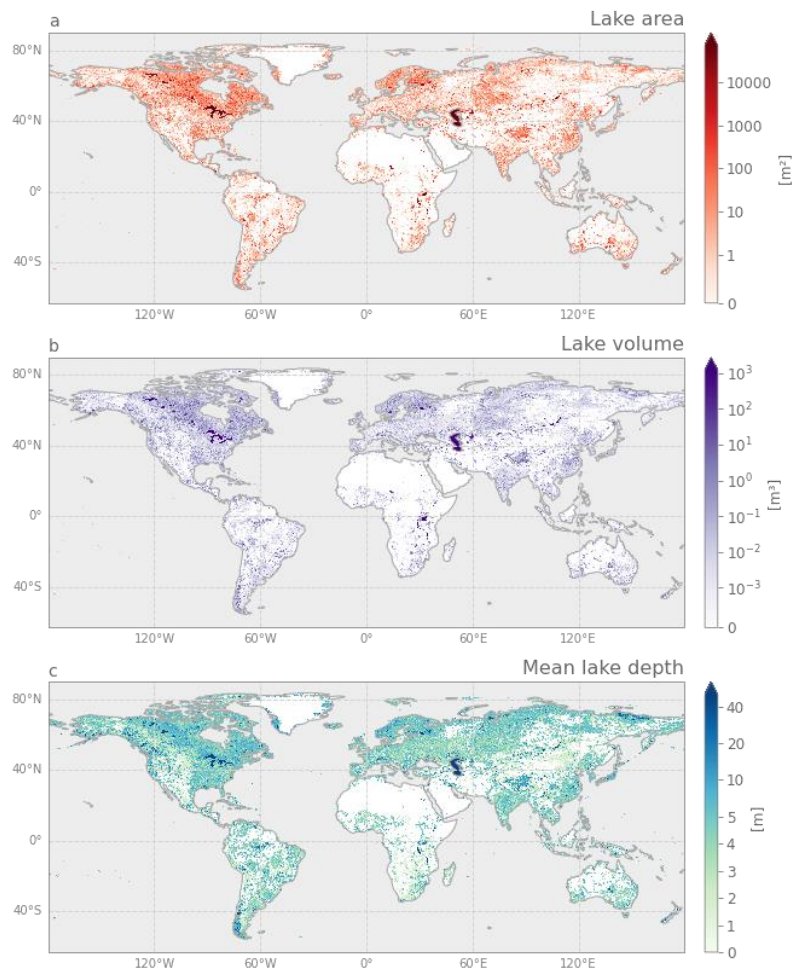 a Lake area
80°N
40°N
0°
40°S
120°W 60°W 0° 60°E 120°E
10000
1000
100
10
1
0
[m²]
b Lake volume
80°N
40°N
0°
40°S
120°W 60°W 0° 60°E 120°E
10³
10²
10¹
10⁰
10⁻¹
10⁻²
10⁻³
0
[m³]
c Mean lake depth
80°N
40°N
0°
40°S
120°W 60°W 0° 60°E 120°E
40
20
10
5
4
3
2
1
0
[m]